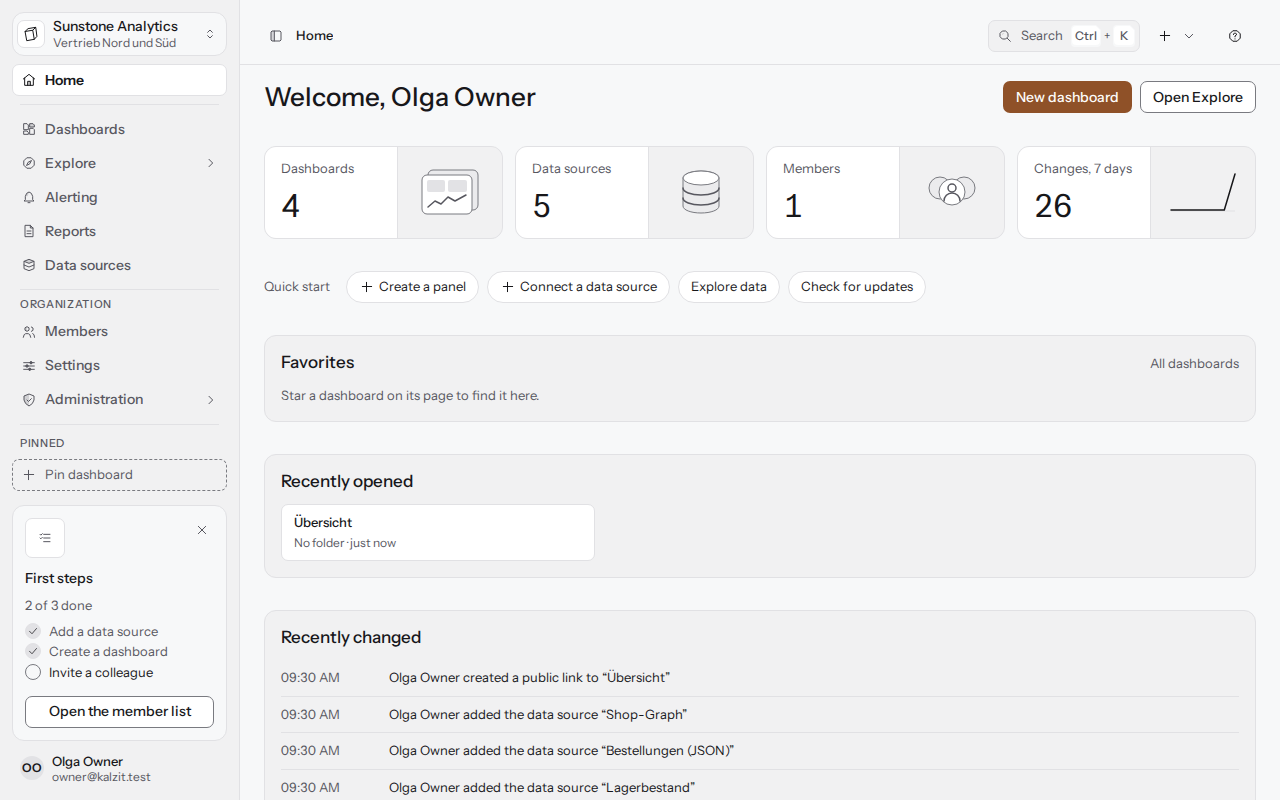 Sunstone Analytics
Vertrieb Nord und Süd
Home
Dashboards
Explore
Alerting
Reports
Data sources
ORGANIZATION
Members
Settings
Administration
PINNED
Pin dashboard
First steps
2 of 3 done
Add a data source
Create a dashboard
Invite a colleague
Open the member list
OO
Olga Owner
owner@kalzit.test
Home
Search Ctrl + K
Welcome, Olga Owner
New dashboard
Open Explore
Dashboards
4
Data sources
5
Members
1
Changes, 7 days
26
Quick start
Create a panel
Connect a data source
Explore data
Check for updates
Favorites
All dashboards
Star a dashboard on its page to find it here.
Recently opened
Übersicht
No folder · just now
Recently changed
09:30 AM Olga Owner created a public link to “Übersicht”
09:30 AM Olga Owner added the data source “Shop-Graph”
09:30 AM Olga Owner added the data source “Bestellungen (JSON)”
09:30 AM Olga Owner added the data source “Lagerbestand”